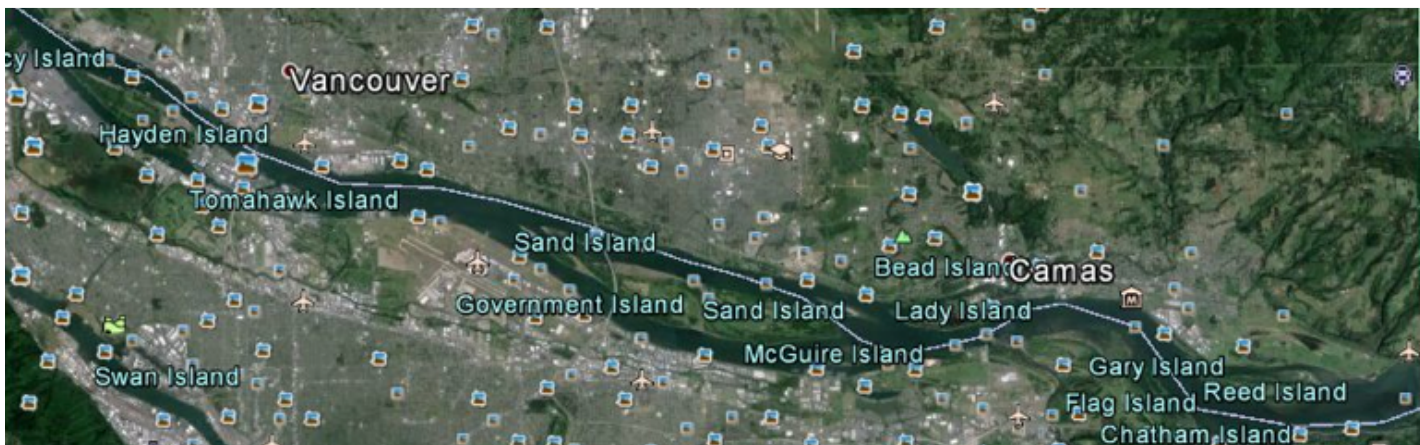 cy Island
Vancouver
Hayden Island
Tomahawk Island
Sand Island
Bead Island
Camas
Government Island
Sand Island
Lady Island
McGuire Island
Gary Island
Swan Island
Reed Island
Flag Island
Chatham Island
M